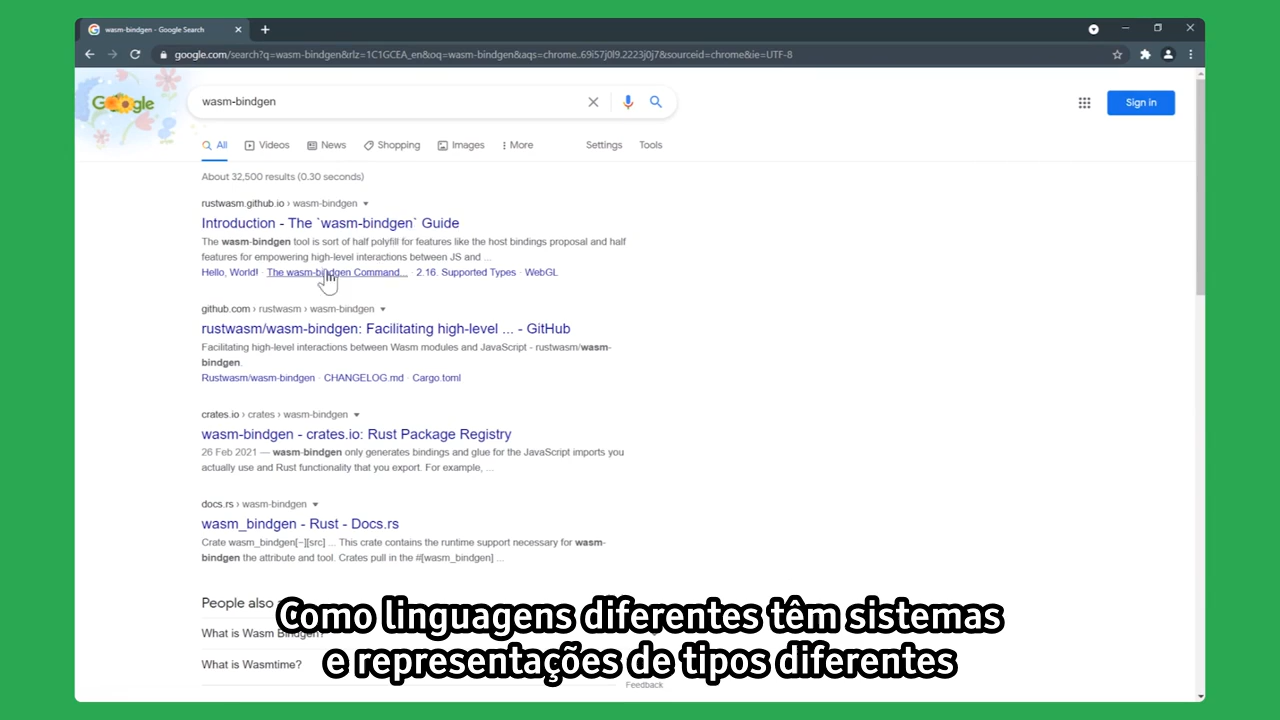 wasm-bindgen - Google Search
google.com/search?q=wasm-bindgen&rlz=1C1GCEA_en&oq=wasm-bindgen&aqs=chrome..69i57j0l9.2223j0j7&sourceid=chrome&ie=UTF-8
Google
wasm-bindgen
Sign in
All Videos News Shopping Images More Settings Tools
About 32,500 results (0.30 seconds)
rustwasm.github.io › wasm-bindgen
Introduction - The `wasm-bindgen` Guide
The wasm-bindgen tool is sort of half polyfill for features like the host bindings proposal and half
features for empowering high-level interactions between JS and ...
Hello, World! · The wasm-bindgen Command... · 2.16. Supported Types · WebGL
github.com › rustwasm › wasm-bindgen
rustwasm/wasm-bindgen: Facilitating high-level ... - GitHub
Facilitating high-level interactions between Wasm modules and JavaScript - rustwasm/wasm-
bindgen.
Rustwasm/wasm-bindgen · CHANGELOG.md · Cargo.toml
crates.io › crates › wasm-bindgen
wasm-bindgen - crates.io: Rust Package Registry
26 Feb 2021 — wasm-bindgen only generates bindings and glue for the JavaScript imports you
actually use and Rust functionality that you export. For example, ...
docs.rs › wasm-bindgen
wasm_bindgen - Rust - Docs.rs
Crate wasm_bindgen[−][src] ... This crate contains the runtime support necessary for wasm-
bindgen the attribute and tool. Crates pull in the #[wasm_bindgen] ...
People also
Como linguagens diferentes têm sistemas
What is Wasm Bindgen?
e representações de tipos diferentes
What is Wasmtime?
Feedback